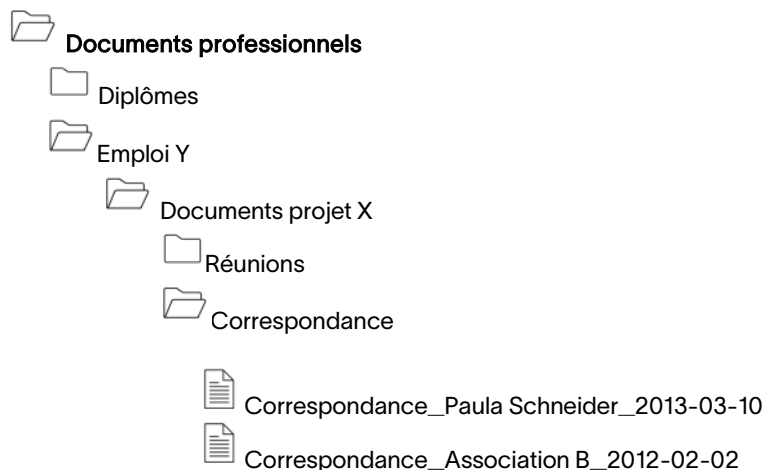 Documents professionnels
Diplômes
Emploi Y
Documents projet X
Réunions
Correspondance
Correspondance_Paula Schneider_2013-03-10
Correspondance_Association B_2012-02-02